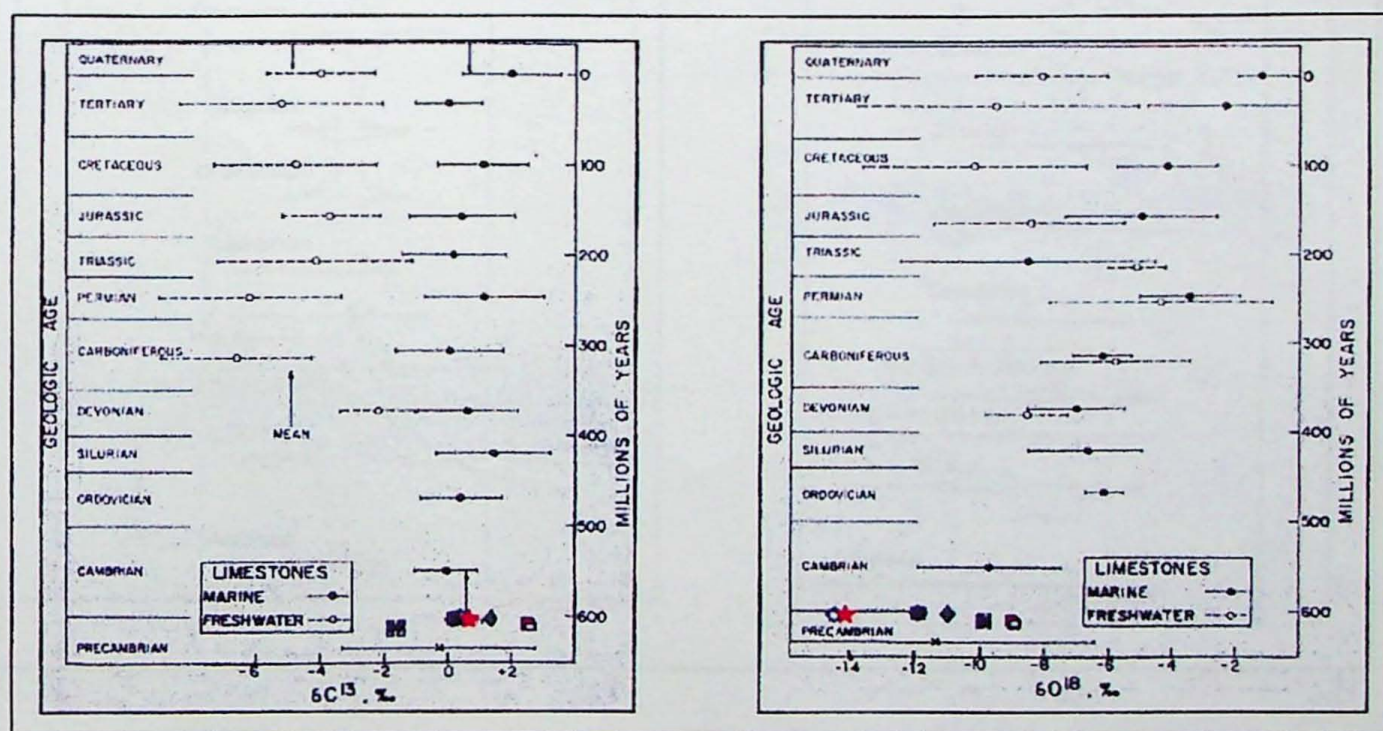 QUATERNARY
TERTIARY
CRETACEOUS
JURASSIC
TRIASSIC
PERMIAN
CARBONIFEROUS
DEVONIAN
SILURIAN
ORDOVICIAN
CAMBRIAN
PRECAMBRIAN
GEOLOGIC AGE
MEAN
LIMESTONES
MARINE
FRESHWATER
0
100
200
300
400
500
600
MILLIONS OF YEARS
-6 -4 -2 0 +2
δC13 . ‰
QUATERNARY
TERTIARY
CRETACEOUS
JURASSIC
TRIASSIC
PERMIAN
CARBONIFEROUS
DEVONIAN
SILURIAN
ORDOVICIAN
CAMBRIAN
PRECAMBRIAN
GEOLOGIC AGE
LIMESTONES
MARINE
FRESHWATER
0
100
200
300
400
500
600
MILLIONS OF YEARS
-14 -12 -10 -8 -6 -4 -2
δO18 . ‰